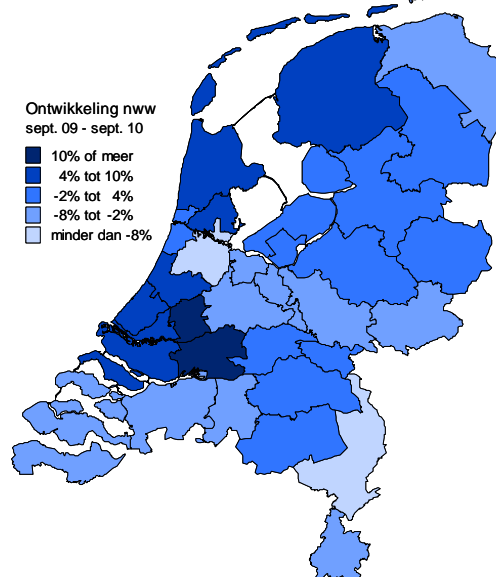 Ontwikkeling nww
sept. 09 - sept. 10
10% of meer
4% tot 10%
-2% tot 4%
-8% tot -2%
minder dan -8%